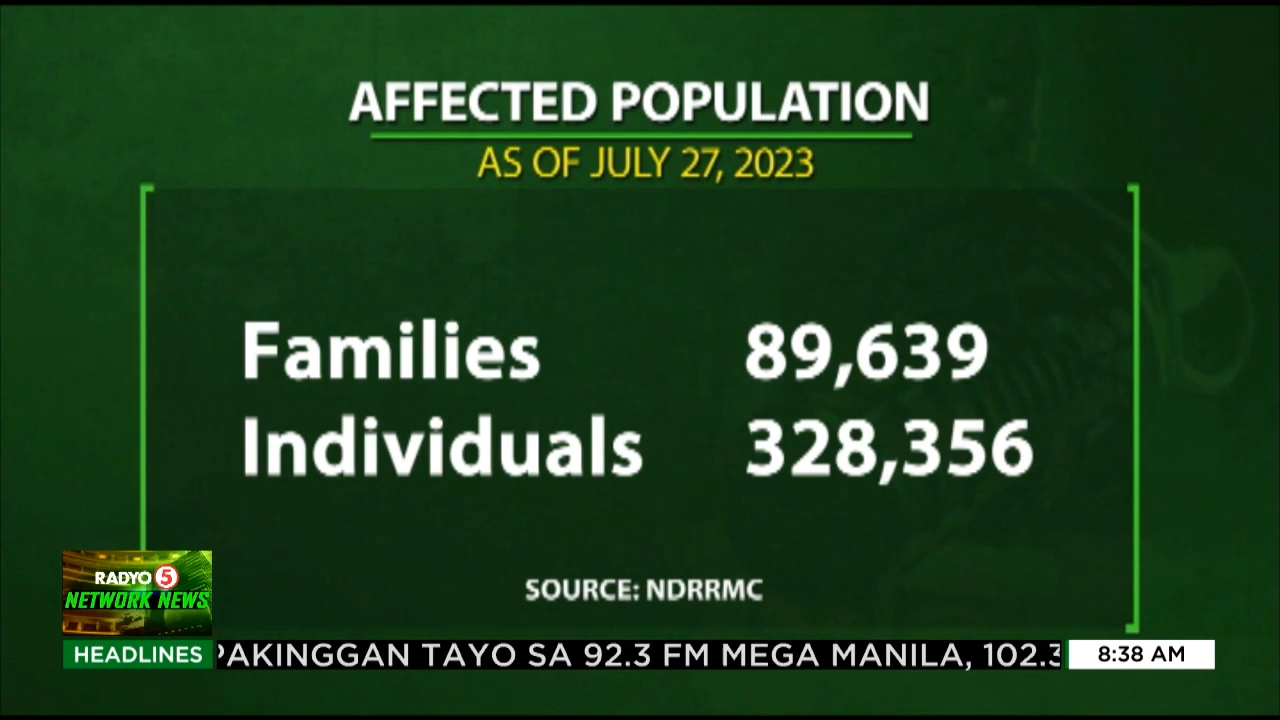 AFFECTED POPULATION
AS OF JULY 27, 2023
Families 89,639
Individuals 328,356
SOURCE: NDRRMC
RADYO 5
NETWORK NEWS
HEADLINES PAKINGGAN TAYO SA 92.3 FM MEGA MANILA, 102.3 8:38 AM